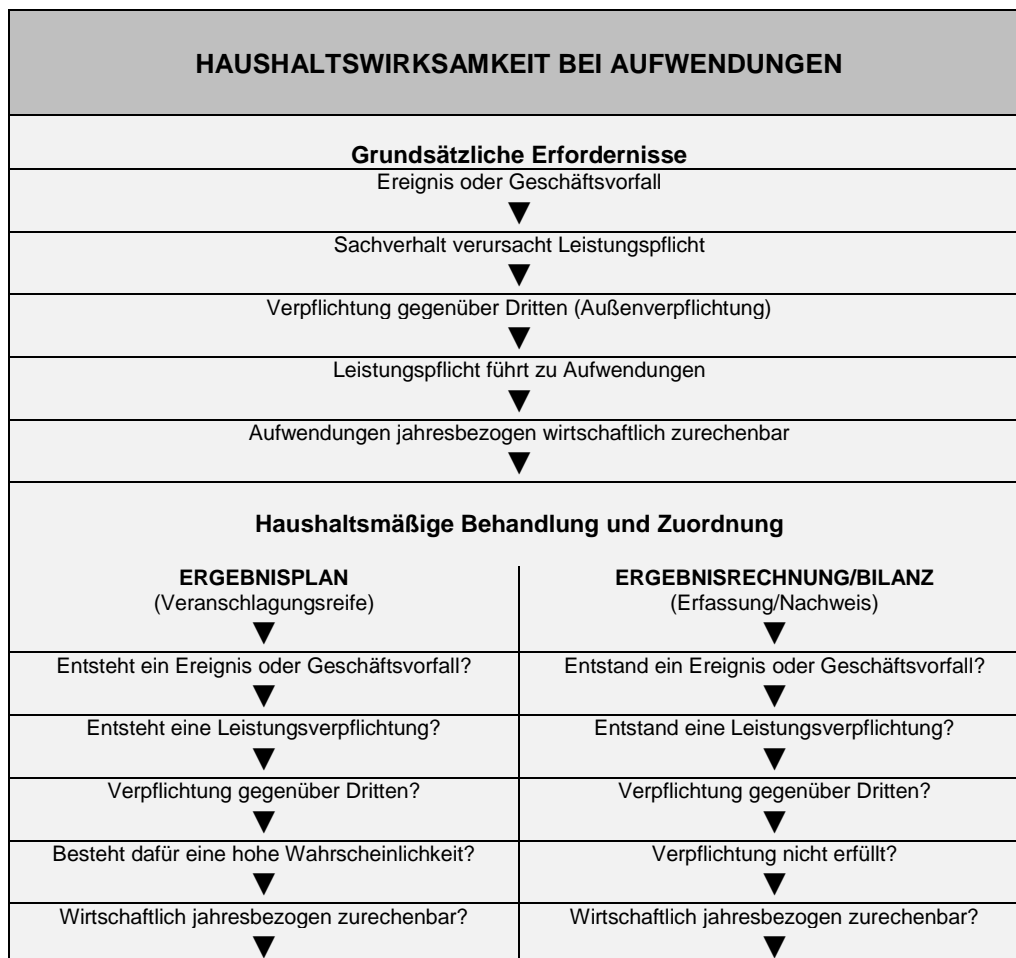 HAUSHALTSWIRKSAMKEIT BEI AUFWENDUNGEN
Grundsätzliche Erfordernisse
Ereignis oder Geschäftsvorfall
Sachverhalt verursacht Leistungspflicht
Verpflichtung gegenüber Dritten (Außenverpflichtung)
Leistungspflicht führt zu Aufwendungen
Aufwendungen jahresbezogen wirtschaftlich zurechenbar
Haushaltsmäßige Behandlung und Zuordnung
ERGEBNISPLAN
(Veranschlagungsreife)
ERGEBNISRECHNUNG/BILANZ
(Erfassung/Nachweis)
Entsteht ein Ereignis oder Geschäftsvorfall?
Entstand ein Ereignis oder Geschäftsvorfall?
Entsteht eine Leistungsverpflichtung?
Entstand eine Leistungsverpflichtung?
Verpflichtung gegenüber Dritten?
Verpflichtung gegenüber Dritten?
Besteht dafür eine hohe Wahrscheinlichkeit?
Verpflichtung nicht erfüllt?
Wirtschaftlich jahresbezogen zurechenbar?
Wirtschaftlich jahresbezogen zurechenbar?